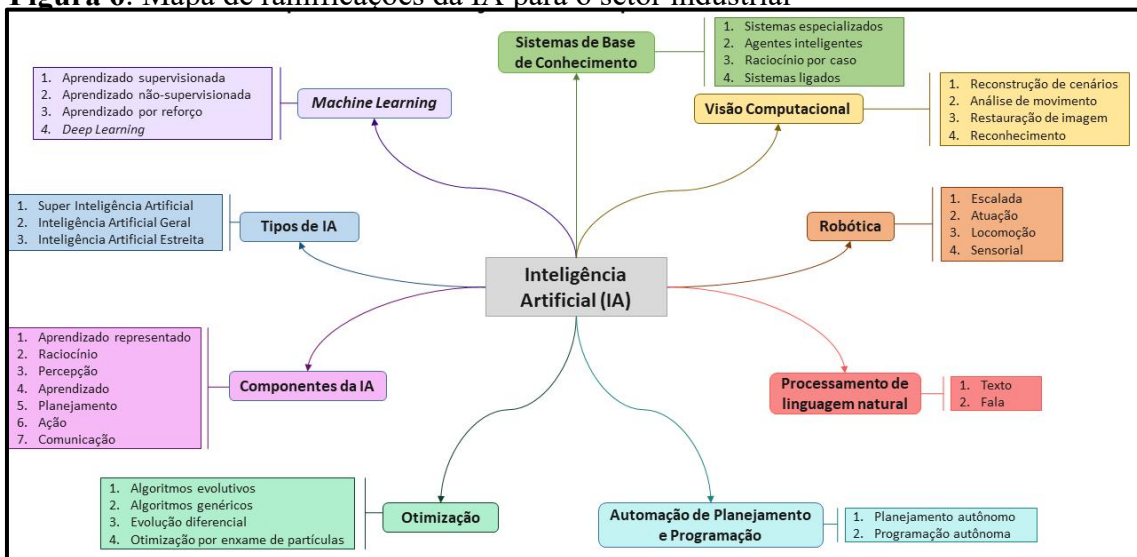 Figura 6: Mapa de ramificações da IA para o setor industrial
Sistemas de Base
de Conhecimento
1. Sistemas especializados
2. Agentes inteligentes
3. Raciocínio por caso
4. Sistemas ligados
1. Aprendizado supervisionada
2. Aprendizado não-supervisionada
3. Aprendizado por reforço
4. Deep Learning
Machine Learning
Visão Computacional
1. Reconstrução de cenários
2. Análise de movimento
3. Restauração de imagem
4. Reconhecimento
1. Super Inteligência Artificial
2. Inteligência Artificial Geral
3. Inteligência Artificial Estreita
Tipos de IA
Robótica
1. Escalada
2. Atuação
3. Locomoção
4. Sensorial
Inteligência
Artificial (IA)
1. Aprendizado representado
2. Raciocínio
3. Percepção
4. Aprendizado
5. Planejamento
6. Ação
7. Comunicação
Componentes da IA
Processamento de
linguagem natural
1. Texto
2. Fala
1. Algoritmos evolutivos
2. Algoritmos genéricos
3. Evolução diferencial
4. Otimização por enxame de partículas
Otimização
Automação de Planejamento
e Programação
1. Planejamento autônomo
2. Programação autônoma